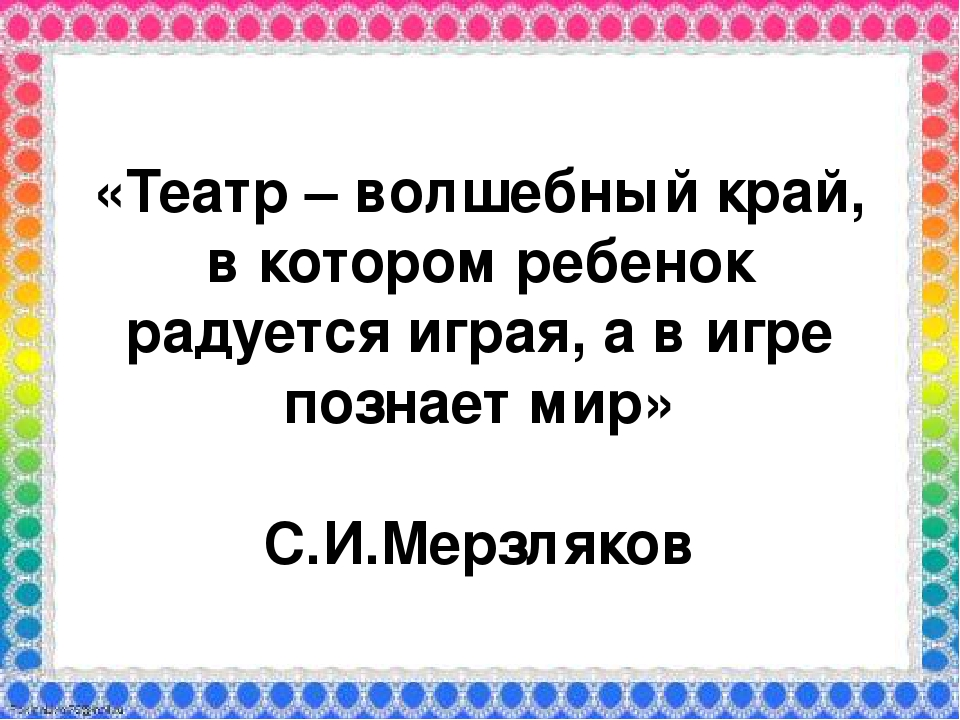 «Театр – волшебный край,
в котором ребенок
радуется играя, а в игре
познает мир»
С.И.Мерзляков